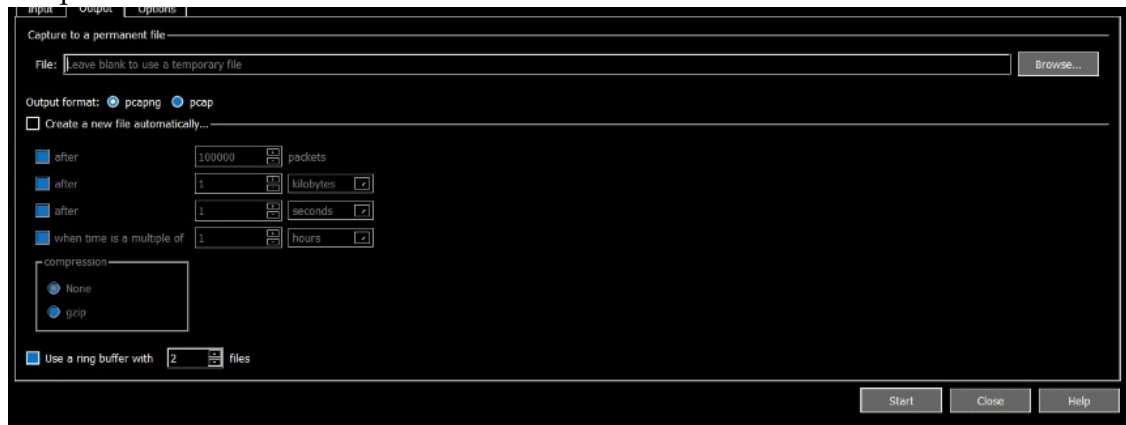 Input Output Options
Capture to a permanent file
File: Leave blank to use a temporary file Browse...
Output format: pcapng pcap
Create a new file automatically...
after 100000 packets
after 1 kilobytes
after 1 seconds
when time is a multiple of 1 hours
compression
None
gzip
Use a ring buffer with 2 files
Start Close Help